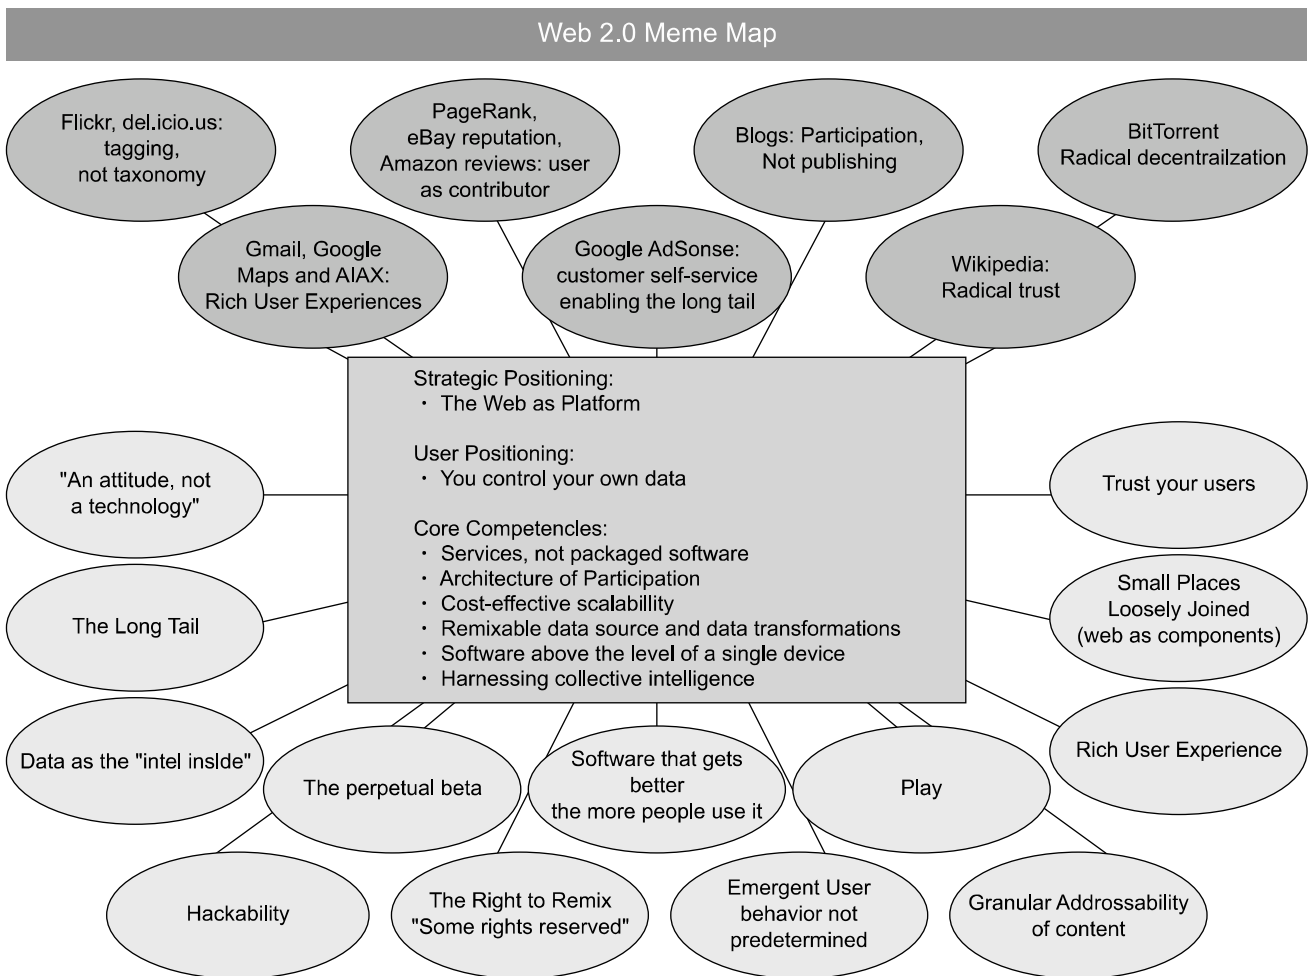 Web 2.0 Meme Map
Flickr, del.icio.us:
tagging,
not taxonomy
PageRank,
eBay reputation,
Amazon reviews: user
as contributor
Blogs: Participation,
Not publishing
BitTorrent
Radical decentrailzation
Gmail, Google
Maps and AIAX:
Rich User Experiences
Google AdSonse:
customer self-service
enabling the long tail
Wikipedia:
Radical trust
Strategic Positioning:
· The Web as Platform
User Positioning:
· You control your own data
Core Competencies:
· Services, not packaged software
· Architecture of Participation
· Cost-effective scalabillity
· Remixable data source and data transformations
· Software above the level of a single device
· Harnessing collective intelligence
"An attitude, not
a technology"
Trust your users
The Long Tail
Small Places
Loosely Joined
(web as components)
Data as the "intel insIde"
Rich User Experience
The perpetual beta
Software that gets
better
the more people use it
Play
Hackability
The Right to Remix
"Some rights reserved"
Emergent User
behavior not
predetermined
Granular Addrossability
of content